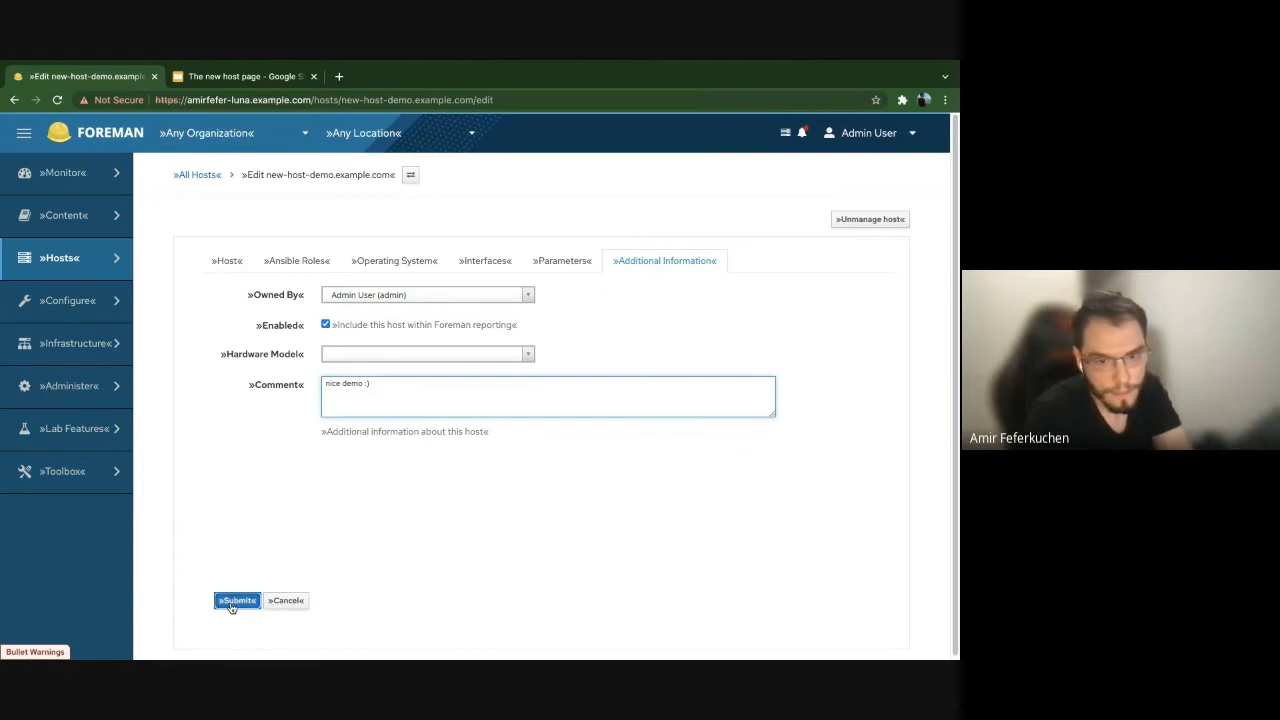 »Edit new-host-demo.example
The new host page - Google S
Not Secure https://amirfefer-luna.example.com/hosts/new-host-demo.example.com/edit
FOREMAN »Any Organization« »Any Location« Admin User
»Monitor«
»Content«
»Hosts«
»Configure«
»Infrastructure«
»Administer«
»Lab Features«
»Toolbox«
»All Hosts« »Edit new-host-demo.example.com«
»Unmanage host«
»Host« »Ansible Roles« »Operating System« »Interfaces« »Parameters« »Additional Information«
»Owned By« Admin User (admin)
»Enabled« »Include this host within Foreman reporting«
»Hardware Model«
»Comment« nice demo :)
»Additional information about this host«
»Submit« »Cancel«
Bullet Warnings
Amir Feferkuchen